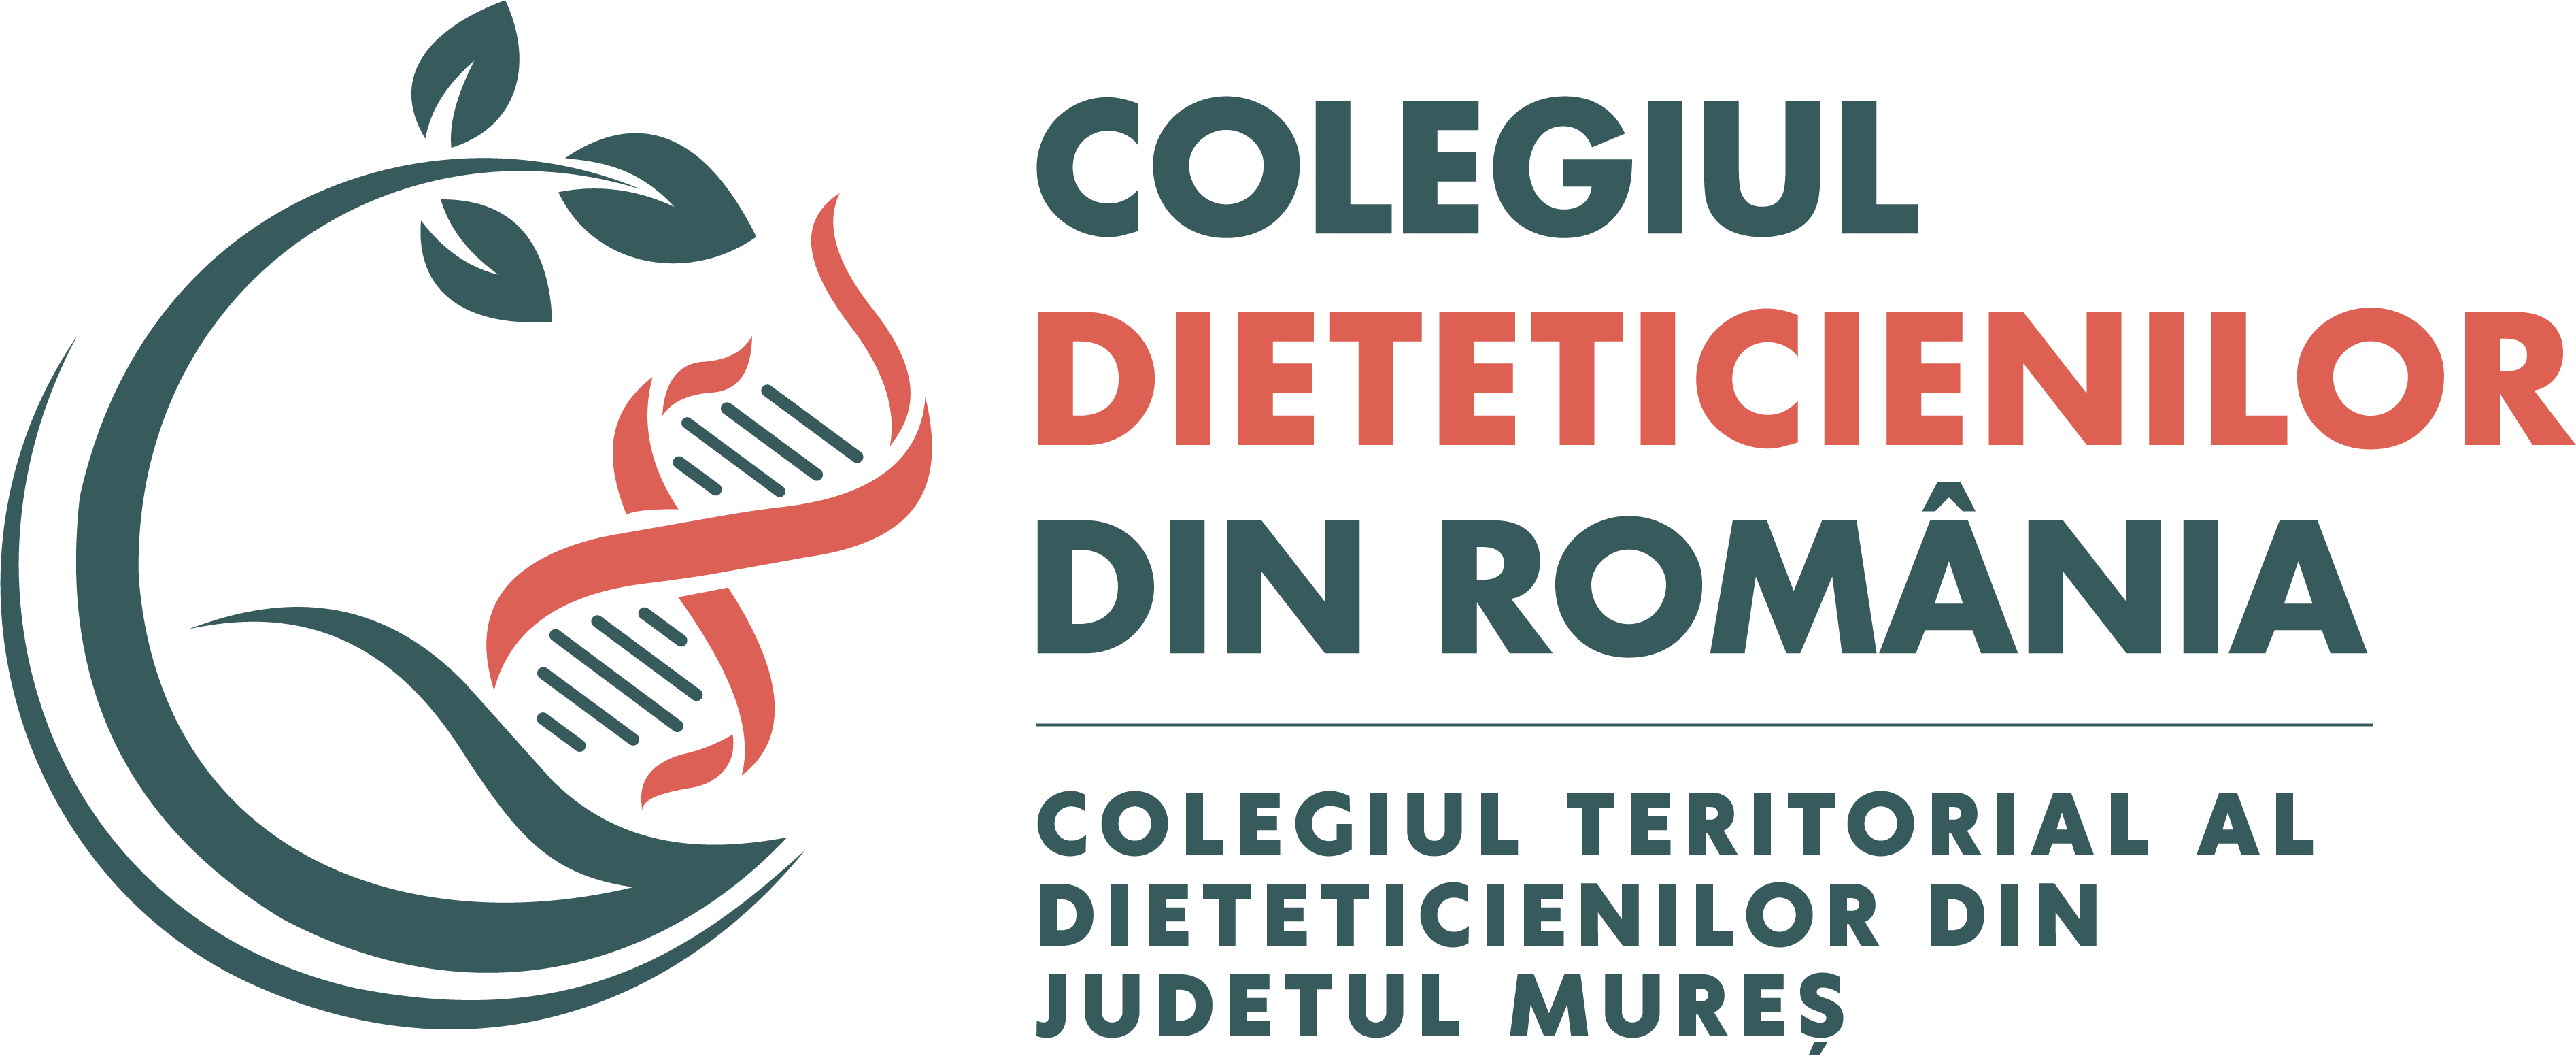 COLEGIUL
DIETETICIENILOR
DIN ROMÂNIA
COLEGIUL TERITORIAL AL
DIETETICIENILOR DIN
JUDETUL MUREȘ